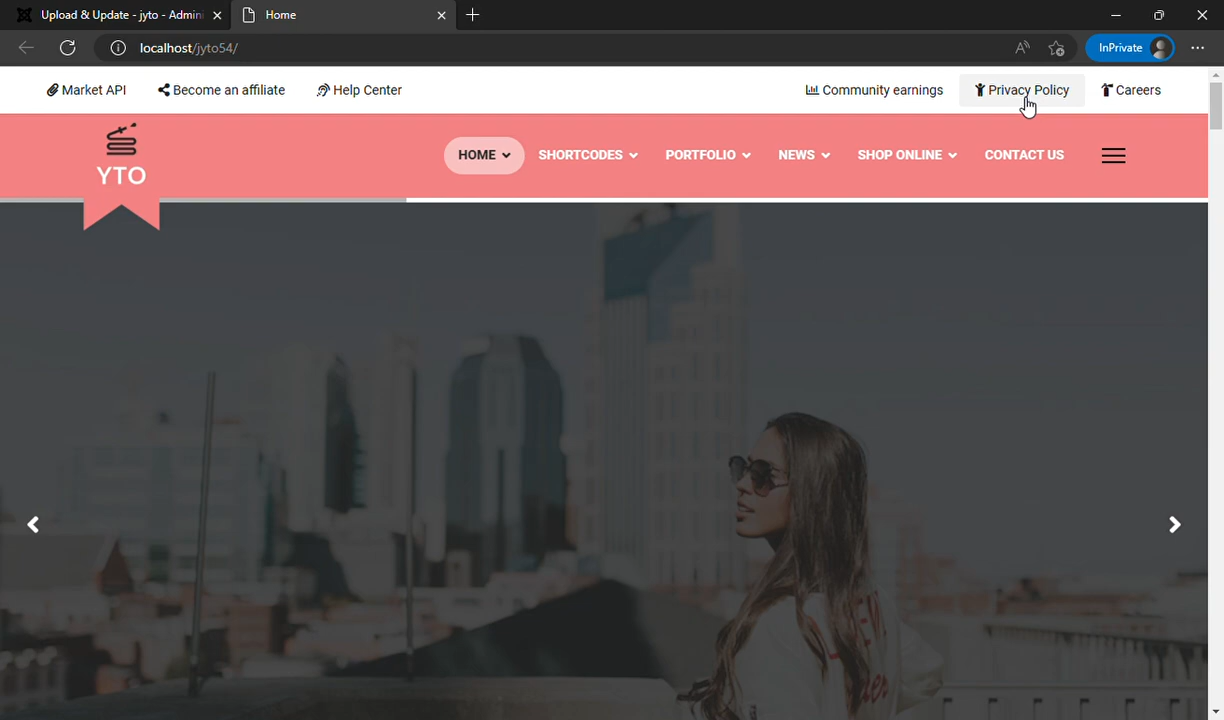 Upload & Update - jyto - Admini
Home
localhost/jyto54/
InPrivate
Market API
Become an affiliate
Help Center
Community earnings
Privacy Policy
Careers
YTO
HOME
SHORTCODES
PORTFOLIO
NEWS
SHOP ONLINE
CONTACT US